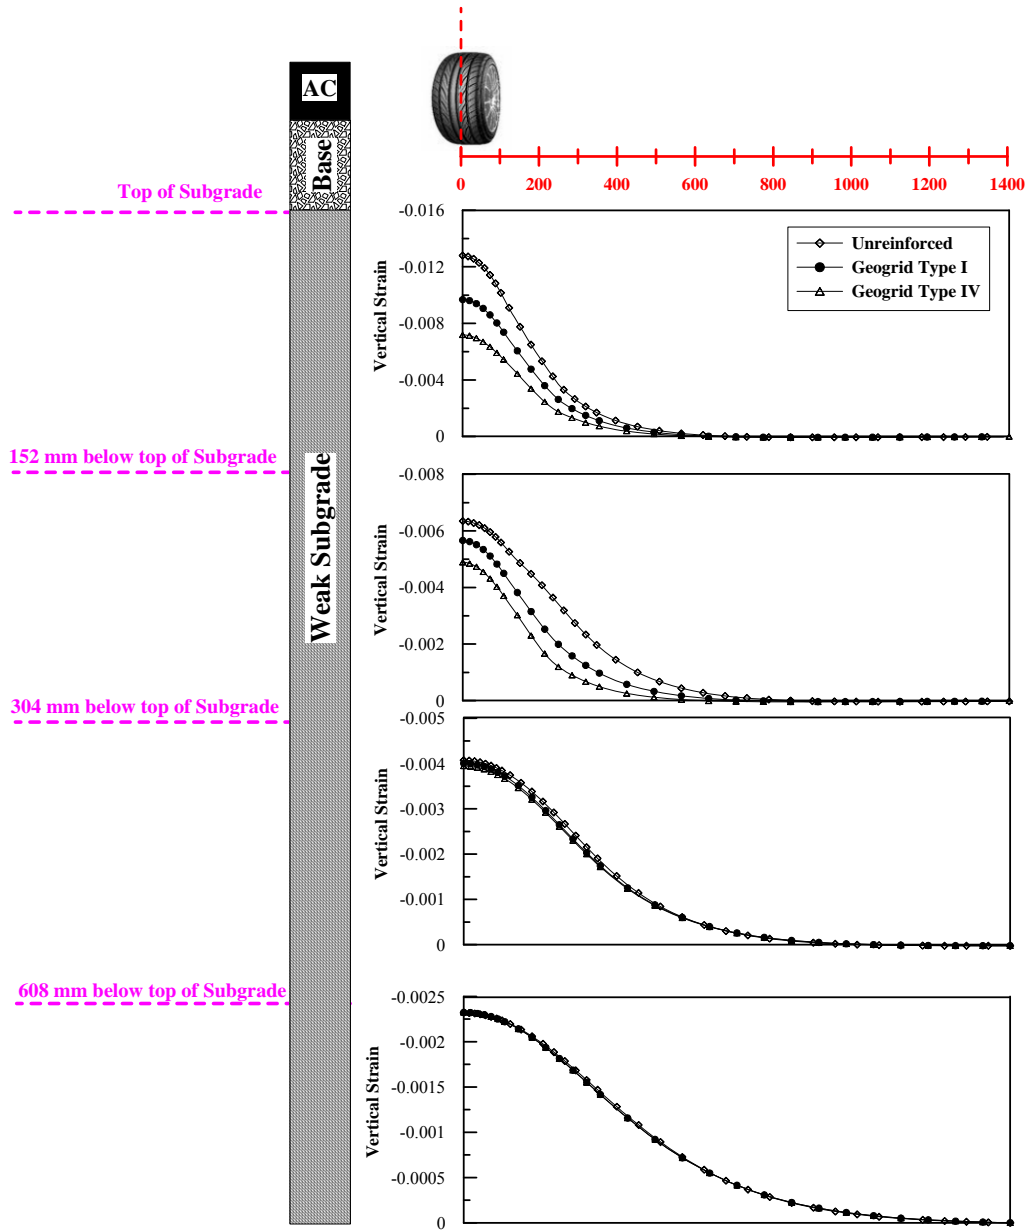 AC
Base
Weak Subgrade
0 200 400 600 800 1000 1200 1400
Top of Subgrade
-0.016
-0.012
-0.008
-0.004
0
Vertical Strain
Unreinforced
Geogrid Type I
Geogrid Type IV
152 mm below top of Subgrade
-0.008
-0.006
-0.004
-0.002
0
Vertical Strain
304 mm below top of Subgrade
-0.005
-0.004
-0.003
-0.002
-0.001
0
Vertical Strain
608 mm below top of Subgrade
-0.0025
-0.002
-0.0015
-0.001
-0.0005
0
Vertical Strain